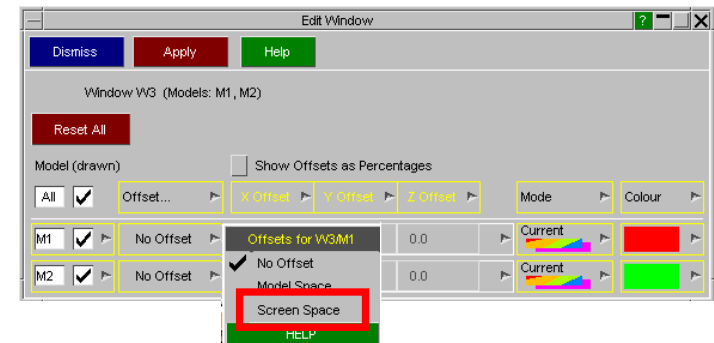 Edit Window
?
Dismiss Apply Help
Window W3 (Models: M1, M2)
Reset All
Model (drawn) Show Offsets as Percentages
All Offset... X Offset Y Offset Z Offset Mode Colour
M1 No Offset Offsets for W3/M1 0.0 Current
No Offset
Model Space
M2 No Offset 0.0 Current
Screen Space
HELP